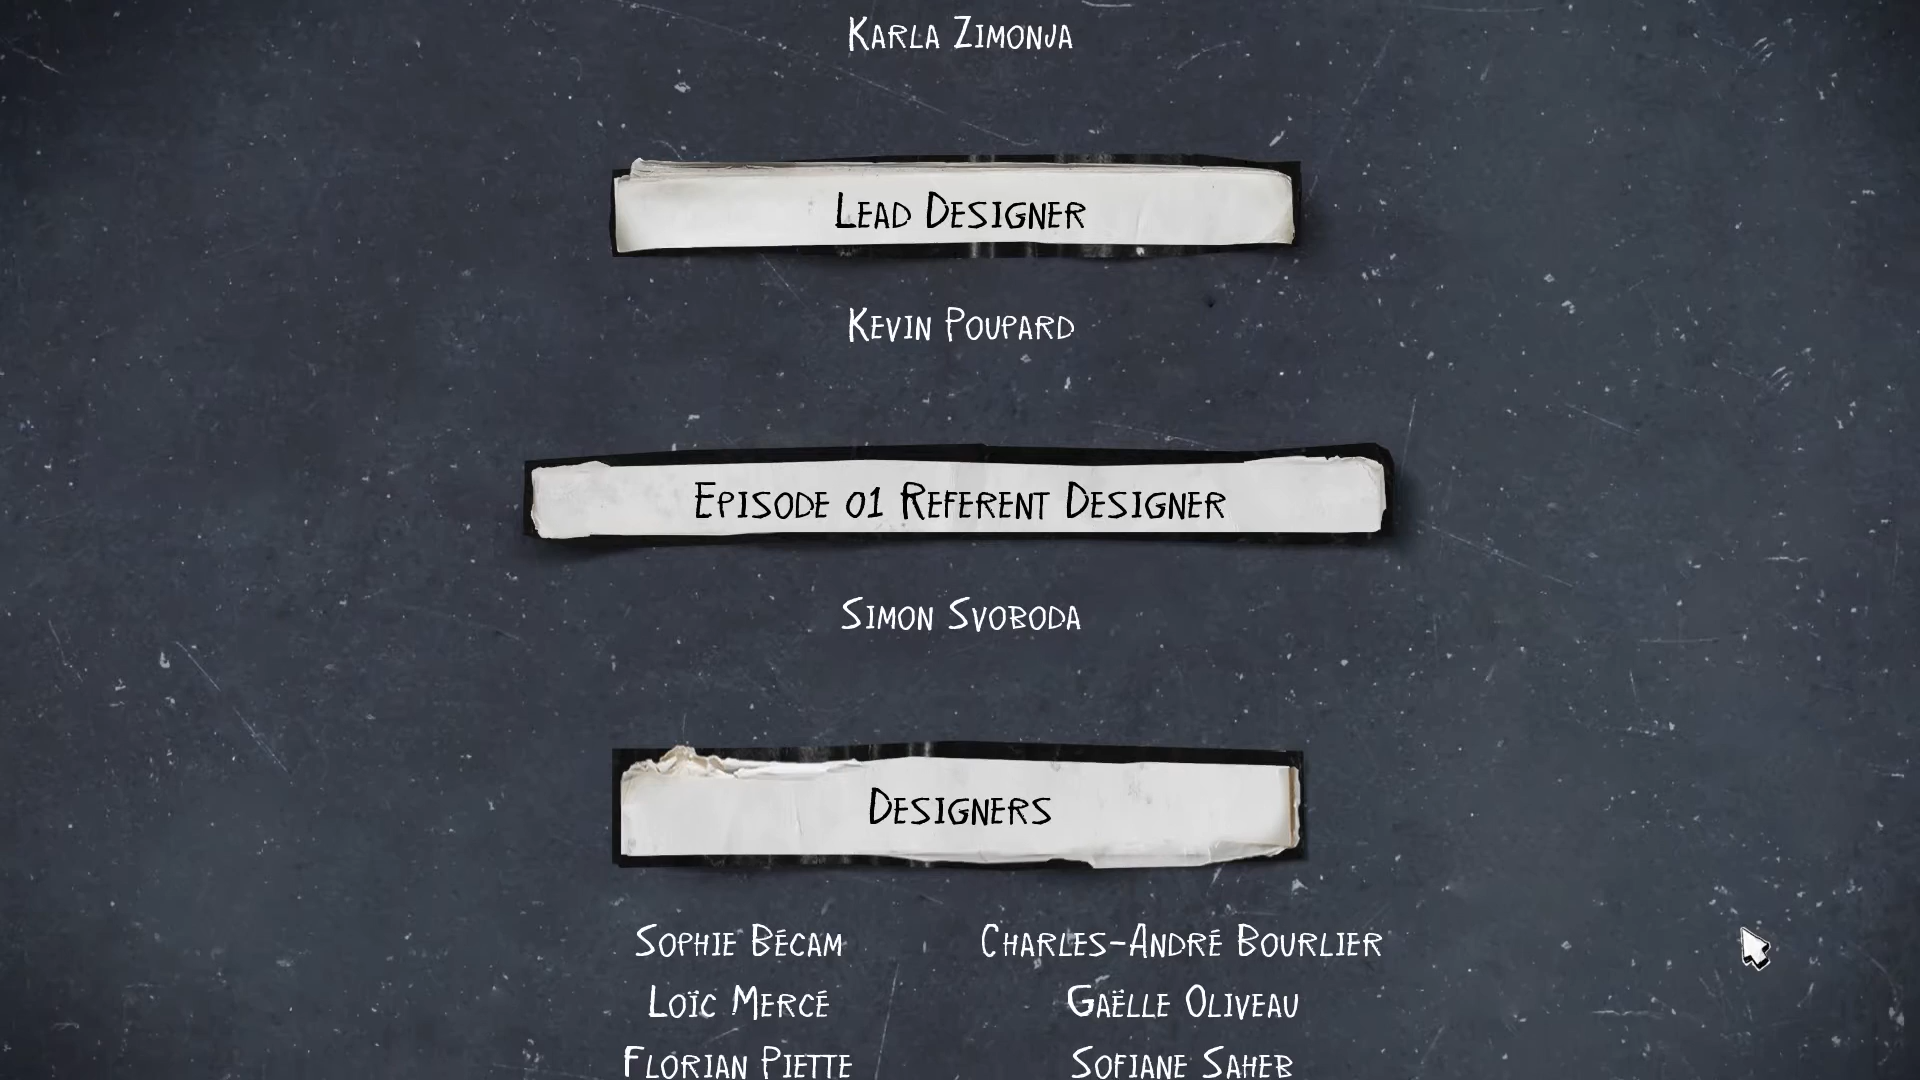 Karla Zimonja
Lead Designer
Kevin Poupard
Episode 01 Referent Designer
Simon Svoboda
Designers
Sophie Bécam Charles-André Bourlier
Loïc Mercé Gaëlle Oliveau
Florian Piette Sofiane Saheb